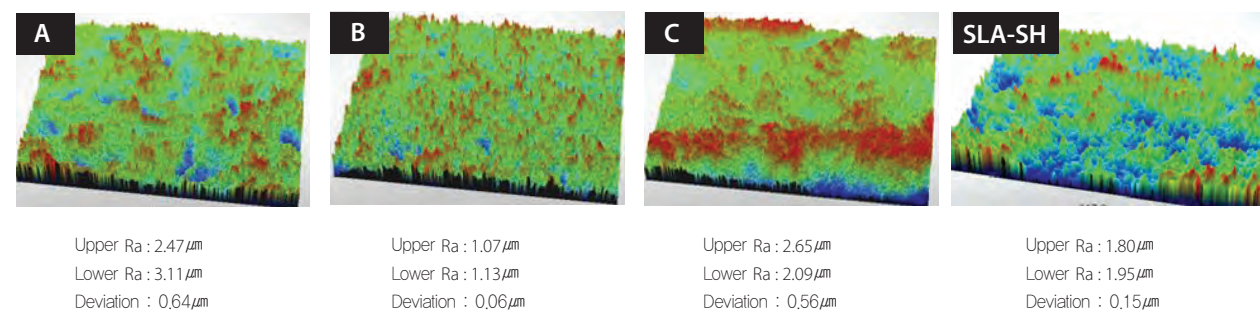 A
B
C
SLA-SH
Upper Ra : 2.47㎛
Lower Ra : 3.11㎛
Deviation : 0.64㎛
Upper Ra : 1.07㎛
Lower Ra : 1.13㎛
Deviation : 0.06㎛
Upper Ra : 2.65㎛
Lower Ra : 2.09㎛
Deviation : 0.56㎛
Upper Ra : 1.80㎛
Lower Ra : 1.95㎛
Deviation : 0.15㎛